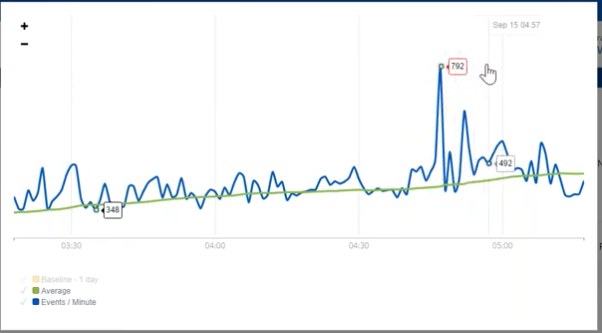 +
Sep 15 04:57
−
792
492
348
03:30 04:00 04:30 05:00
✓ Baseline - 1 day
✓ Average
✓ Events / Minute